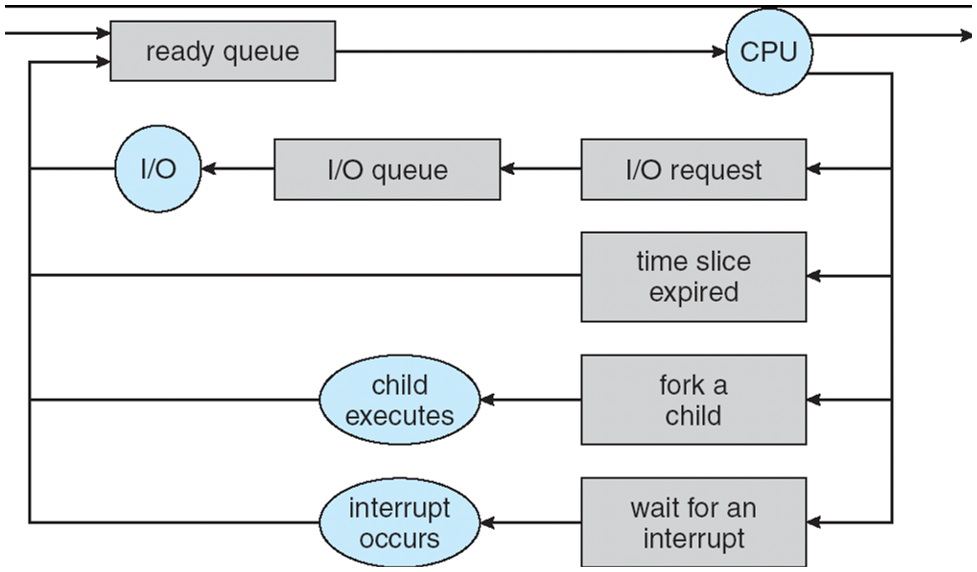 ready queue
CPU
I/O
I/O queue
I/O request
time slice
expired
child
executes
fork a
child
interrupt
occurs
wait for an
interrupt